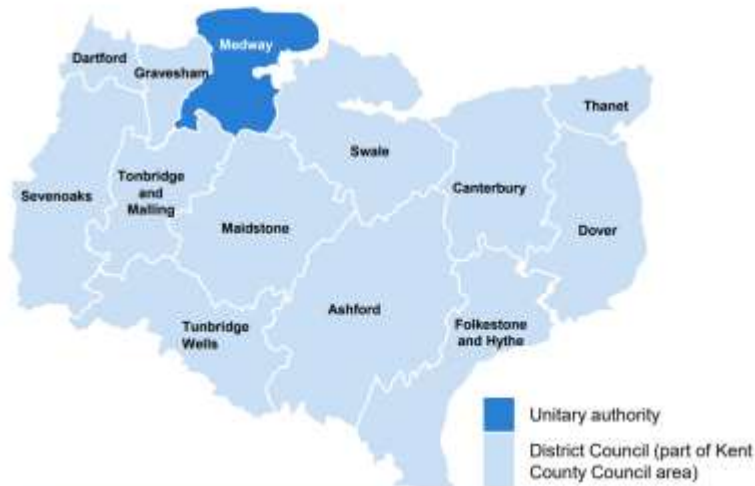 Medway
Dartford
Gravesham
Thanet
Swale
Sevenoaks
Tonbridge
and
Malling
Canterbury
Maidstone
Dover
Ashford
Tunbridge
Wells
Folkestone
and Hythe
Unitary authority
District Council (part of Kent
County Council area)